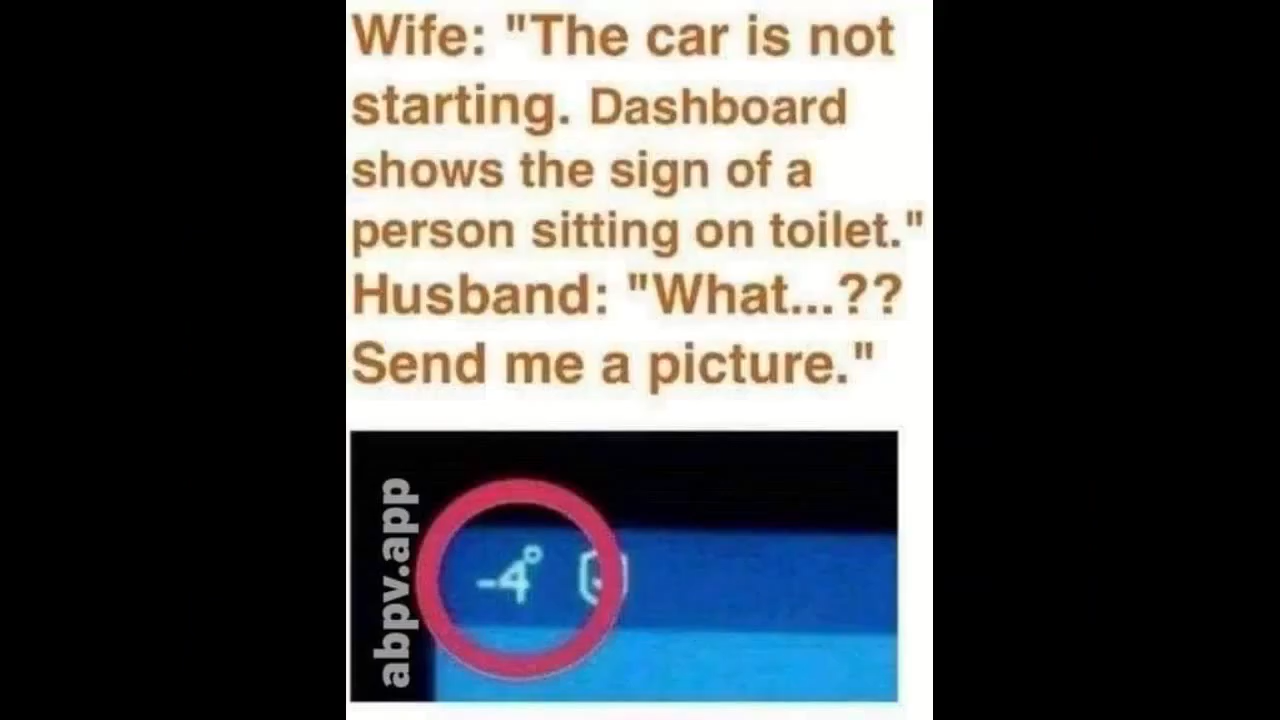 Wife: "The car is not
starting. Dashboard
shows the sign of a
person sitting on toilet."
Husband: "What...??
Send me a picture."
-4°
abpv.app